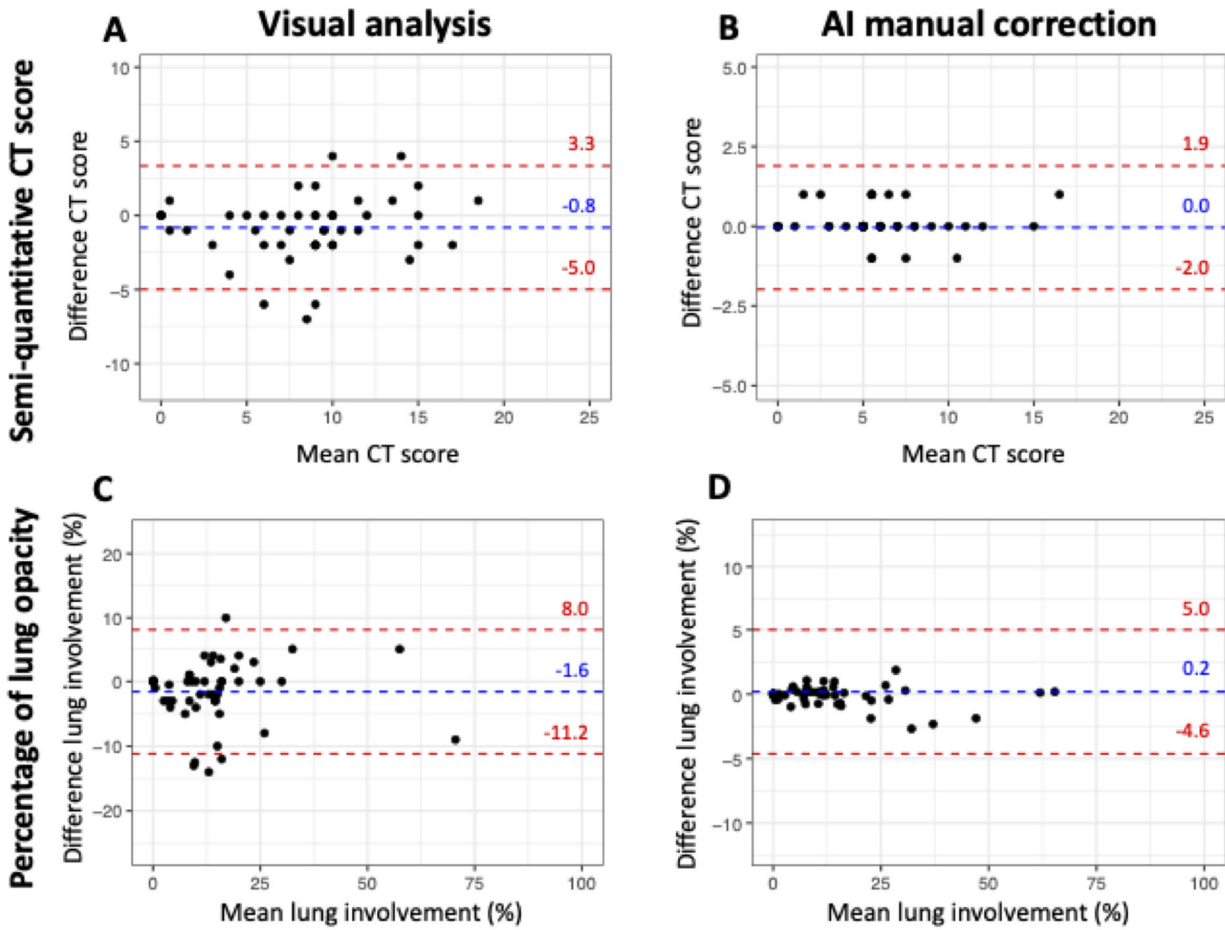 A Visual analysis
B AI manual correction
Semi-quantitative CT score
Difference CT score
10
5
0
−5
-10
3.3
-0.8
-5.0
0 5 10 15 20 25
Mean CT score
Difference CT score
5.0
2.5
0.0
−2.5
−5.0
1.9
0.0
-2.0
0 5 10 15 20 25
Mean CT score
Percentage of lung opacity
C
Difference lung involvement (%)
20
10
0
−10
−20
8.0
-1.6
-11.2
0 25 50 75 100
Mean lung involvement (%)
D
Difference lung involvement (%)
10
5
0
−5
−10
5.0
0.2
-4.6
0 25 50 75 100
Mean lung involvement (%)